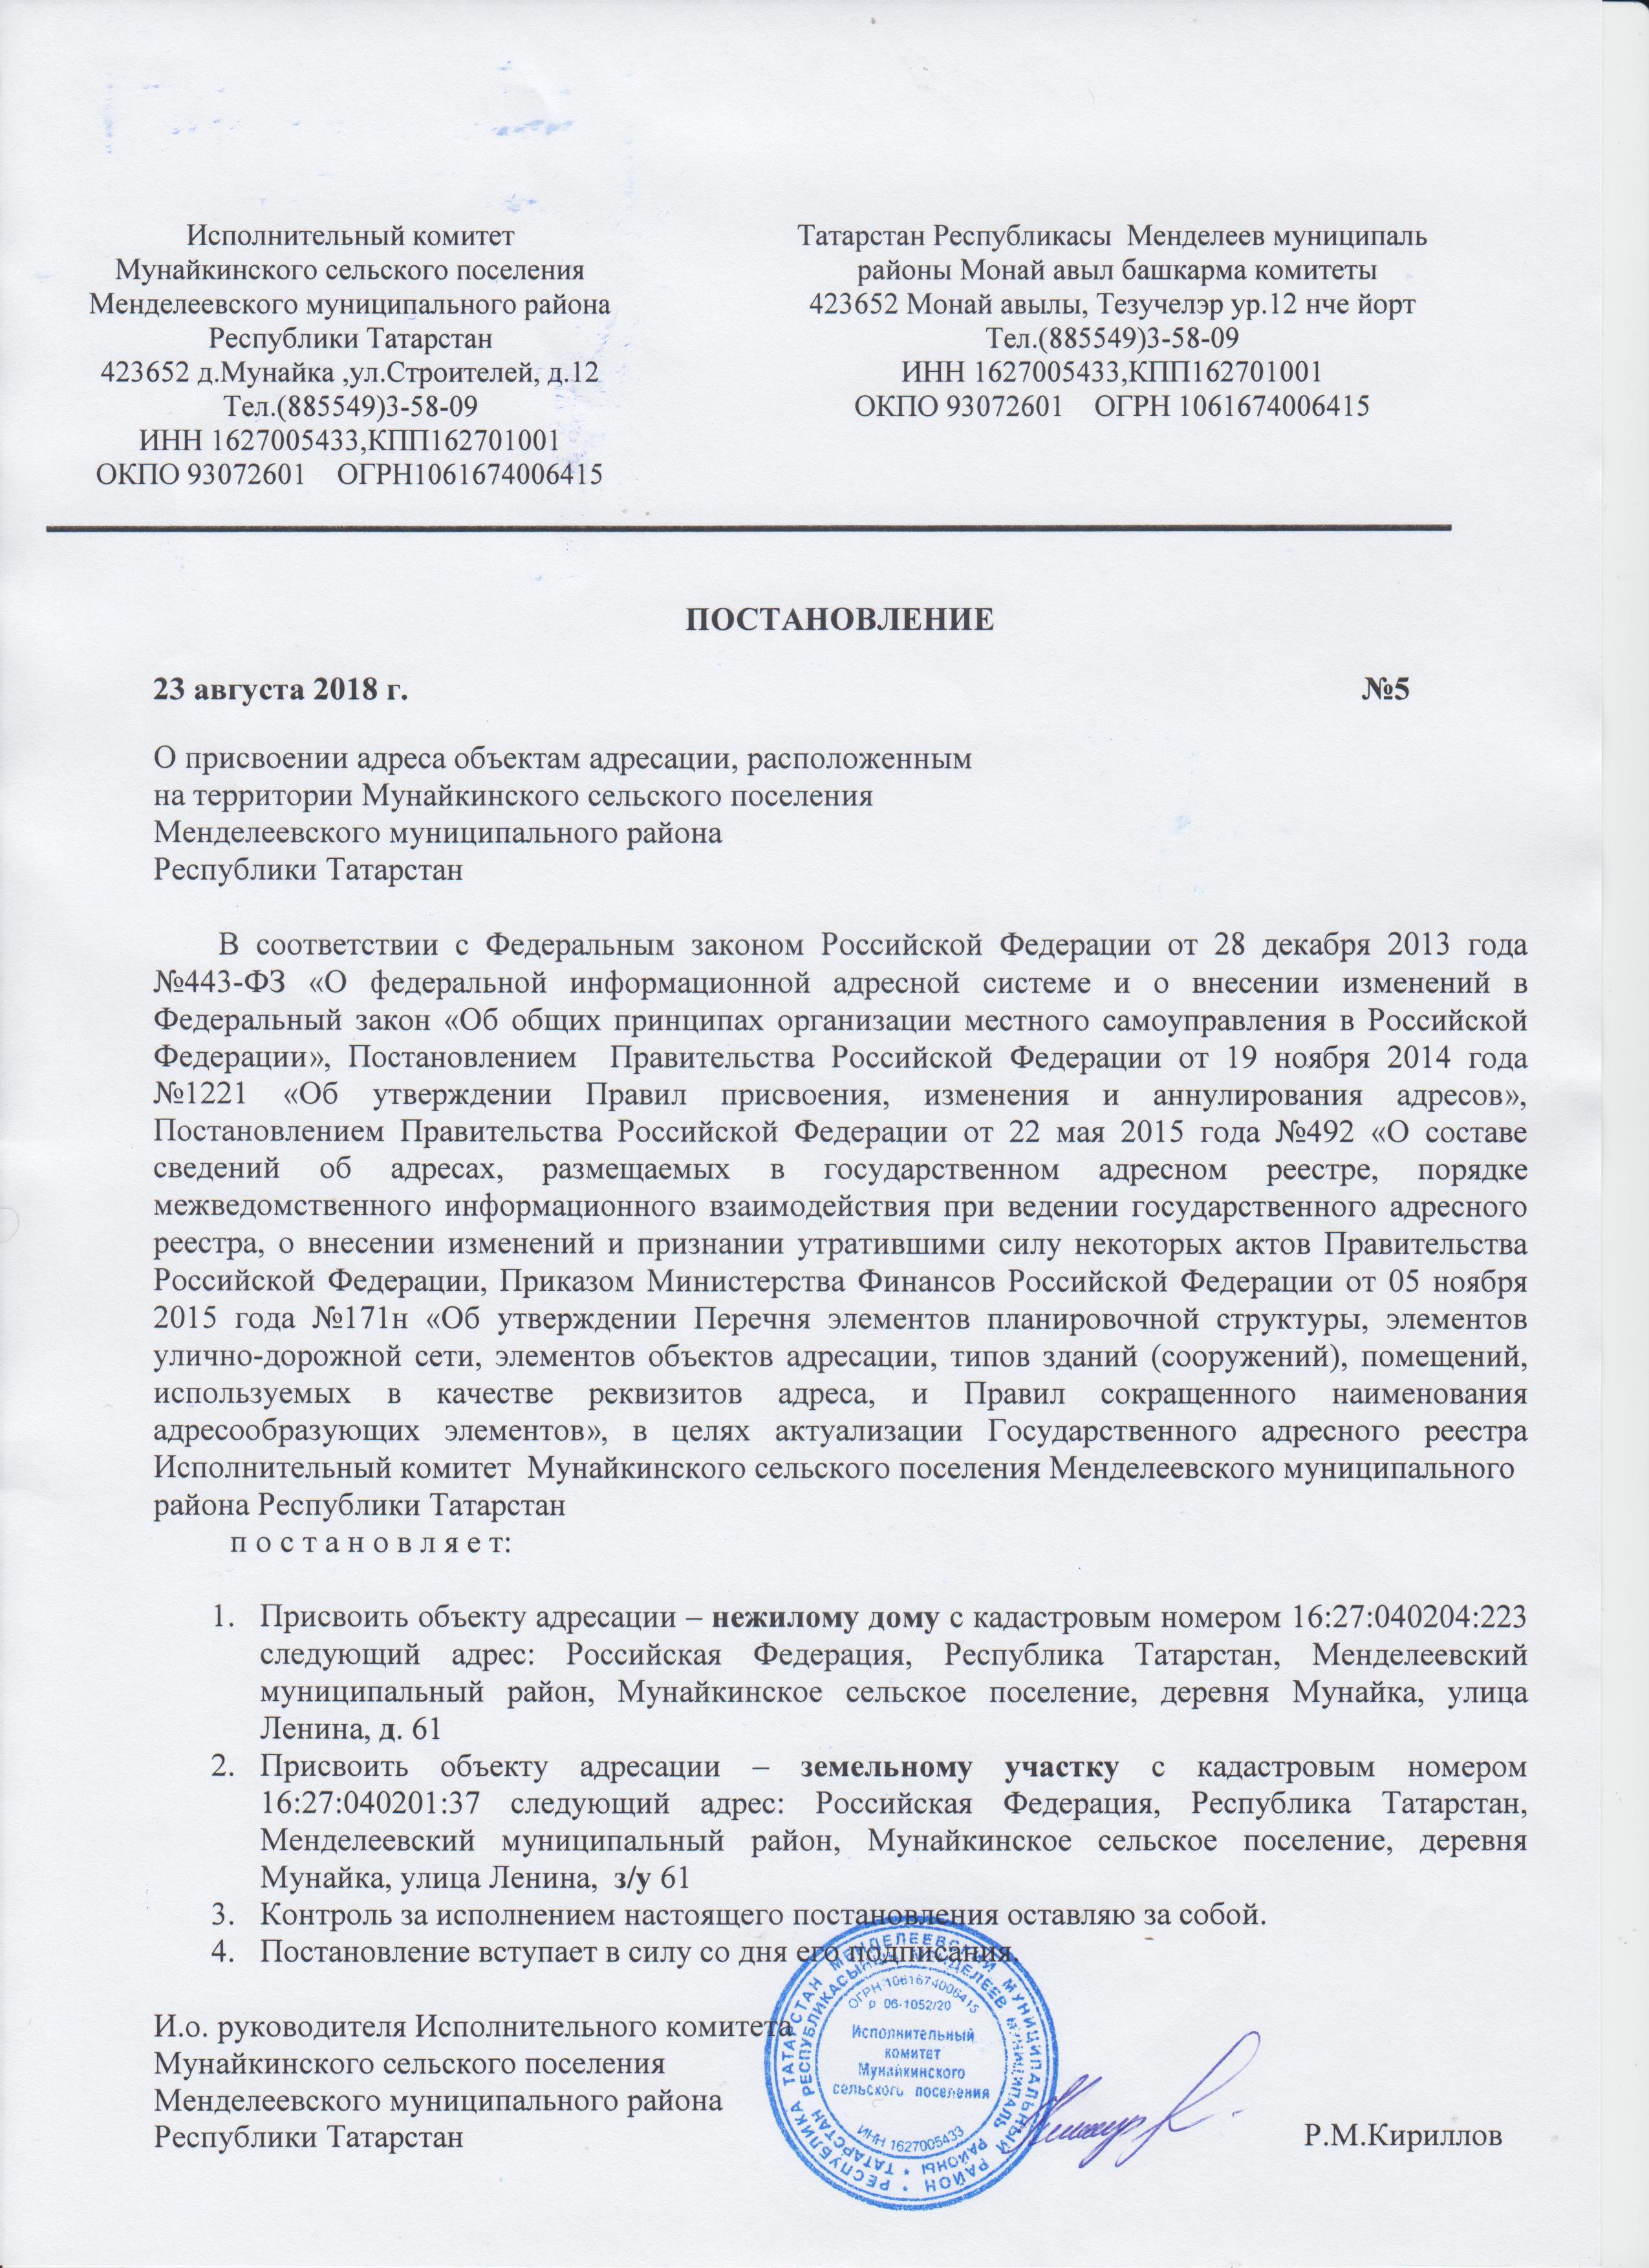 Исполнительный комитет
Мунайкинского сельского поселения
Менделеевского муниципального района
Республики Татарстан
423652 д.Мунайка ,ул.Строителей, д.12
Тел.(885549)3-58-09
ИНН 1627005433,КПП162701001
ОКПО 93072601 ОГРН1061674006415
Татарстан Республикасы Менделеев муниципаль
районы Монай авыл башкарма комитеты
423652 Монай авылы, Тезучелэр ур.12 нче йорт
Тел.(885549)3-58-09
ИНН 1627005433,КПП162701001
ОКПО 93072601 ОГРН 1061674006415
ПОСТАНОВЛЕНИЕ
23 августа 2018 г. №5
О присвоении адреса объектам адресации, расположенным
на территории Мунайкинского сельского поселения
Менделеевского муниципального района
Республики Татарстан
В соответствии с Федеральным законом Российской Федерации от 28 декабря 2013 года
№443-ФЗ «О федеральной информационной адресной системе и о внесении изменений в
Федеральный закон «Об общих принципах организации местного самоуправления в Российской
Федерации», Постановлением Правительства Российской Федерации от 19 ноября 2014 года
№1221 «Об утверждении Правил присвоения, изменения и аннулирования адресов»,
Постановлением Правительства Российской Федерации от 22 мая 2015 года №492 «О составе
сведений об адресах, размещаемых в государственном адресном реестре, порядке
межведомственного информационного взаимодействия при ведении государственного адресного
реестра, о внесении изменений и признании утратившими силу некоторых актов Правительства
Российской Федерации, Приказом Министерства Финансов Российской Федерации от 05 ноября
2015 года №171н «Об утверждении Перечня элементов планировочной структуры, элементов
улично-дорожной сети, элементов объектов адресации, типов зданий (сооружений), помещений,
используемых в качестве реквизитов адреса, и Правил сокращенного наименования
адресообразующих элементов», в целях актуализации Государственного адресного реестра
Исполнительный комитет Мунайкинского сельского поселения Менделеевского муниципального
района Республики Татарстан
п о с т а н о в л я е т:
1. Присвоить объекту адресации – нежилому дому с кадастровым номером 16:27:040204:223
следующий адрес: Российская Федерация, Республика Татарстан, Менделеевский
муниципальный район, Мунайкинское сельское поселение, деревня Мунайка, улица
Ленина, д. 61
2. Присвоить объекту адресации – земельному участку с кадастровым номером
16:27:040201:37 следующий адрес: Российская Федерация, Республика Татарстан,
Менделеевский муниципальный район, Мунайкинское сельское поселение, деревня
Мунайка, улица Ленина, з/у 61
3. Контроль за исполнением настоящего постановления оставляю за собой.
4. Постановление вступает в силу со дня его подписания.
И.о. руководителя Исполнительного комитета
Мунайкинского сельского поселения
Менделеевского муниципального района
Республики Татарстан Р.М.Кириллов
РЕСПУБЛИКА ТАТАРСТАН МЕНДЕЛЕЕВСКИЙ МУНИЦИПАЛЬНЫЙ РАЙОН
ТАТАРСТАН РЕСПУБЛИКАСЫНЫҢ МЕНДЕЛЕЕВ МУНИЦИПАЛЬ РАЙОНЫ
ОГРН 1061674006415
р 06-1052/20
Исполнительный
комитет
Мунайкинского
сельского поселения
ИНН 1627005433